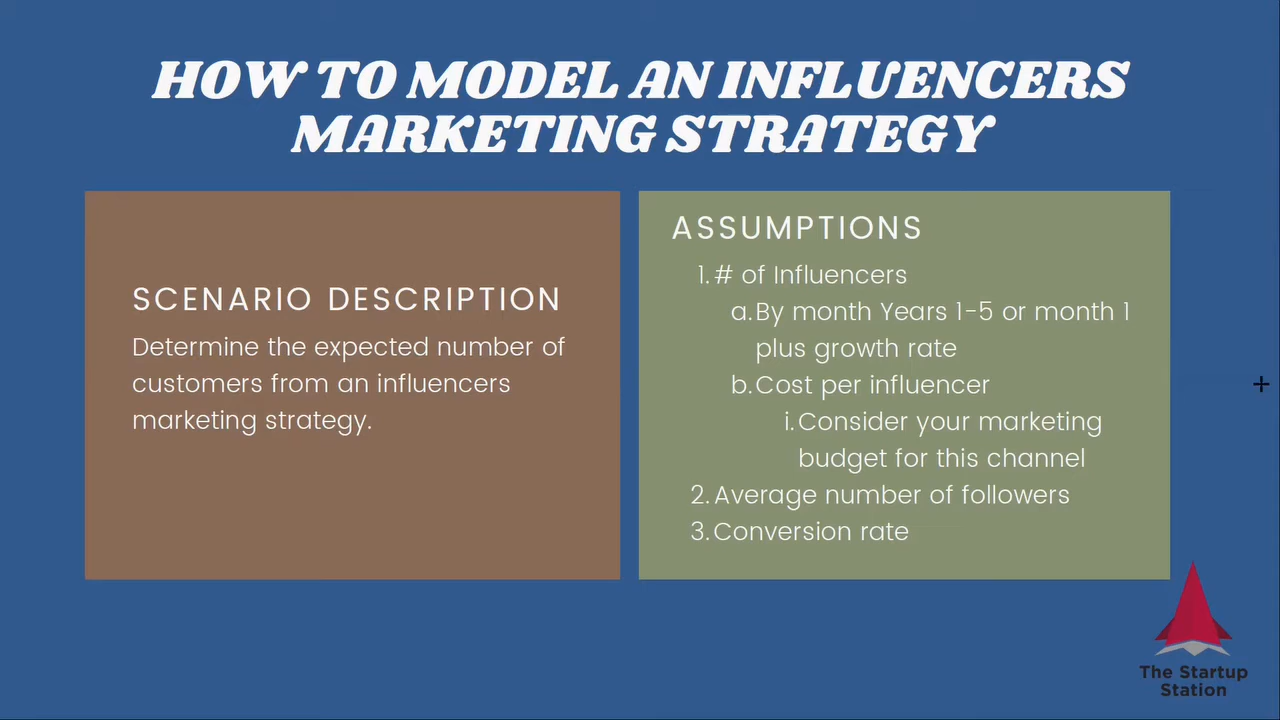 HOW TO MODEL AN INFLUENCERS
MARKETING STRATEGY
SCENARIO DESCRIPTION
Determine the expected number of
customers from an influencers
marketing strategy.
ASSUMPTIONS
1. # of Influencers
a. By month Years 1-5 or month 1
plus growth rate
b. Cost per influencer
i. Consider your marketing
budget for this channel
2. Average number of followers
3. Conversion rate
The Startup
Station